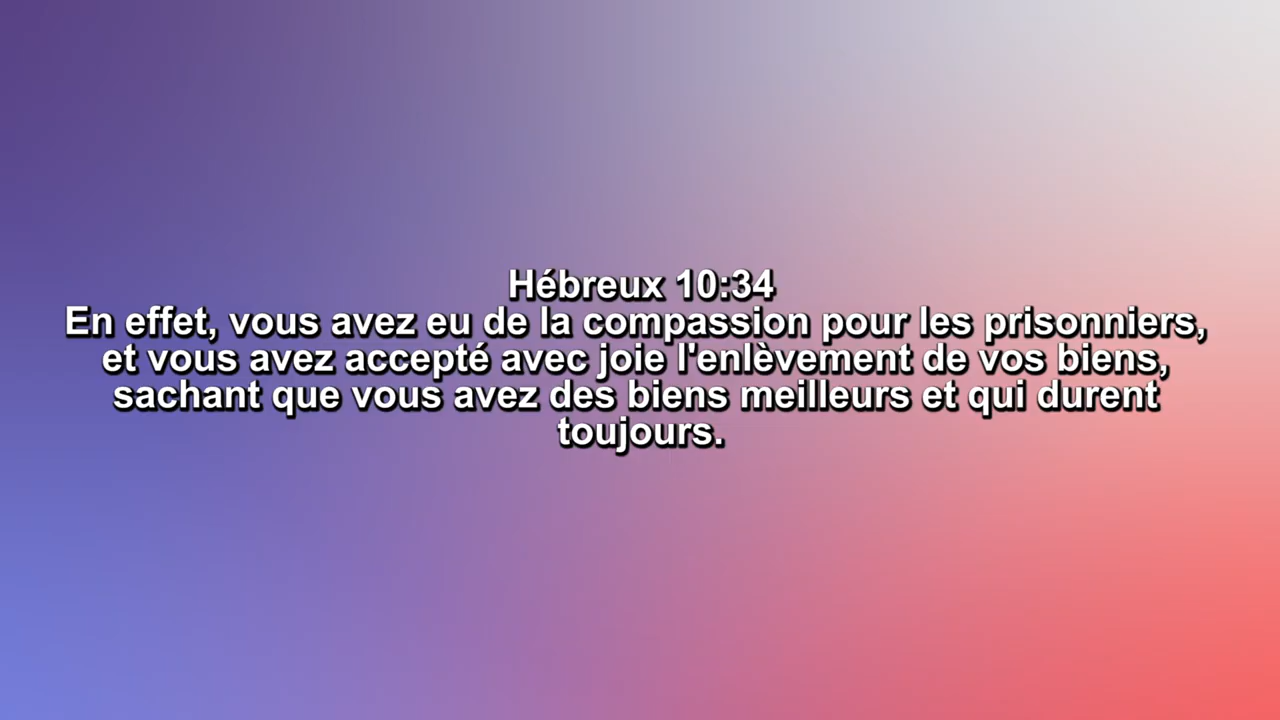 Hébreux 10:34
En effet, vous avez eu de la compassion pour les prisonniers,
et vous avez accepté avec joie l'enlèvement de vos biens,
sachant que vous avez des biens meilleurs et qui durent
toujours.